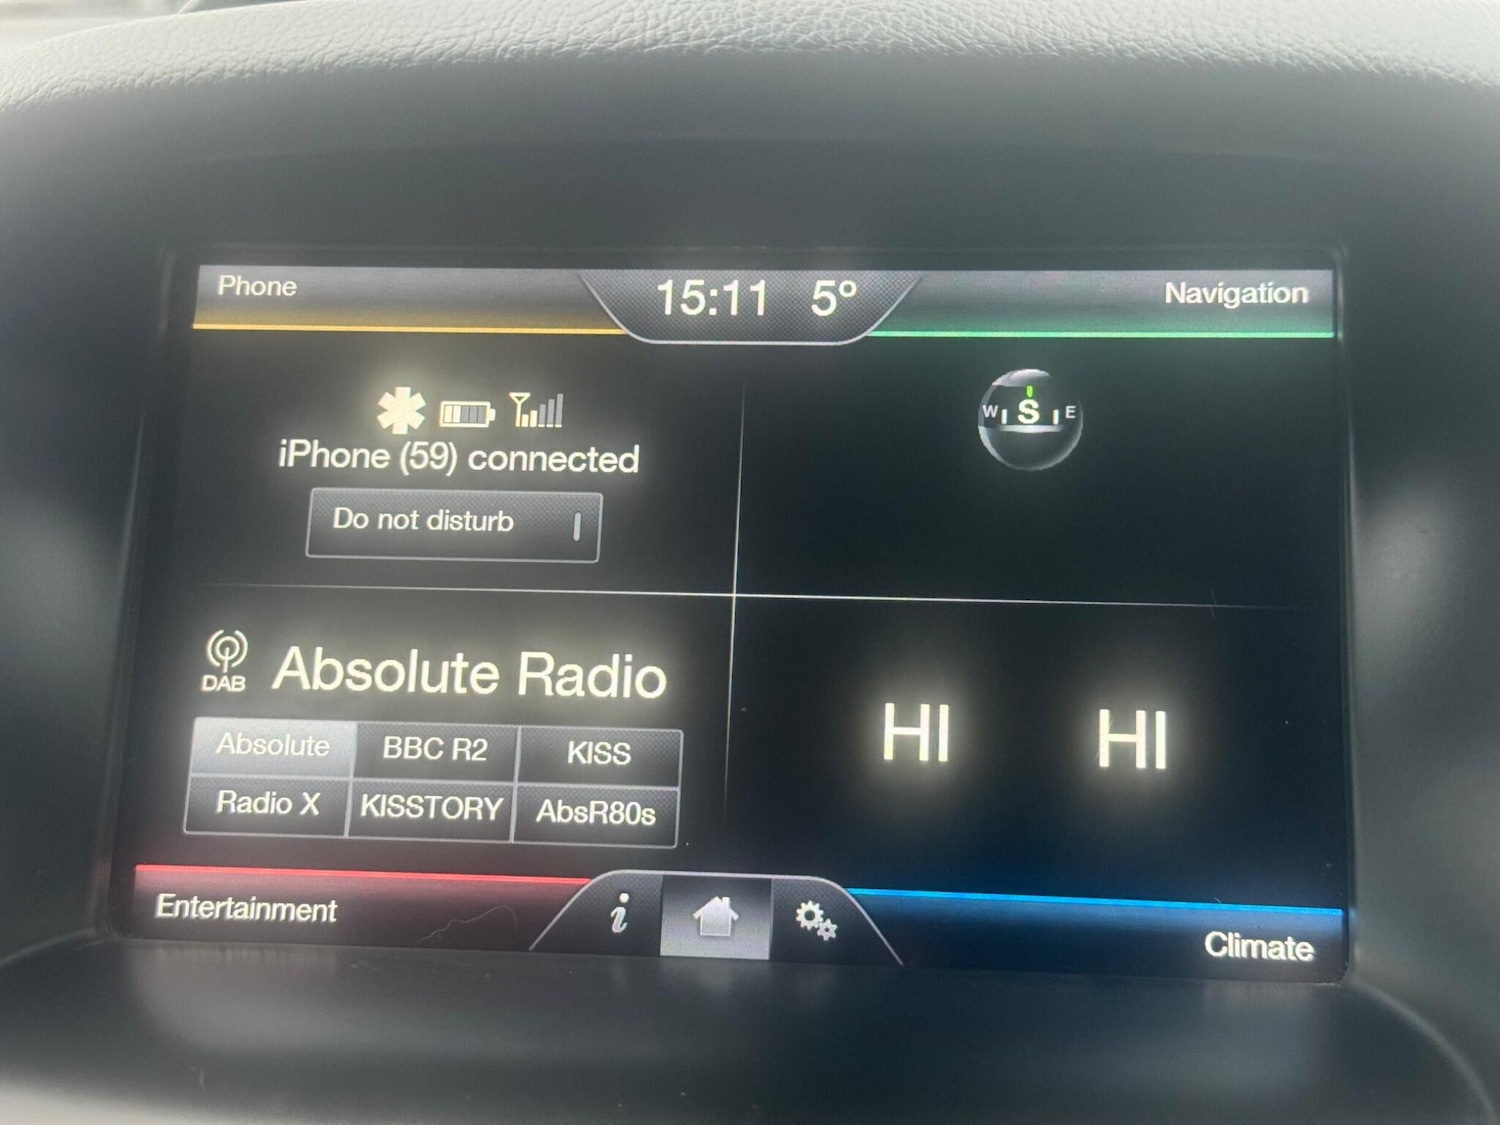 Phone
15:11 5°
Navigation
iPhone (59) connected
Do not disturb
W S E
DAB
Absolute Radio
Absolute BBC R2 KISS
Radio X KISSTORY AbsR80s
HI HI
Entertainment
i
Climate